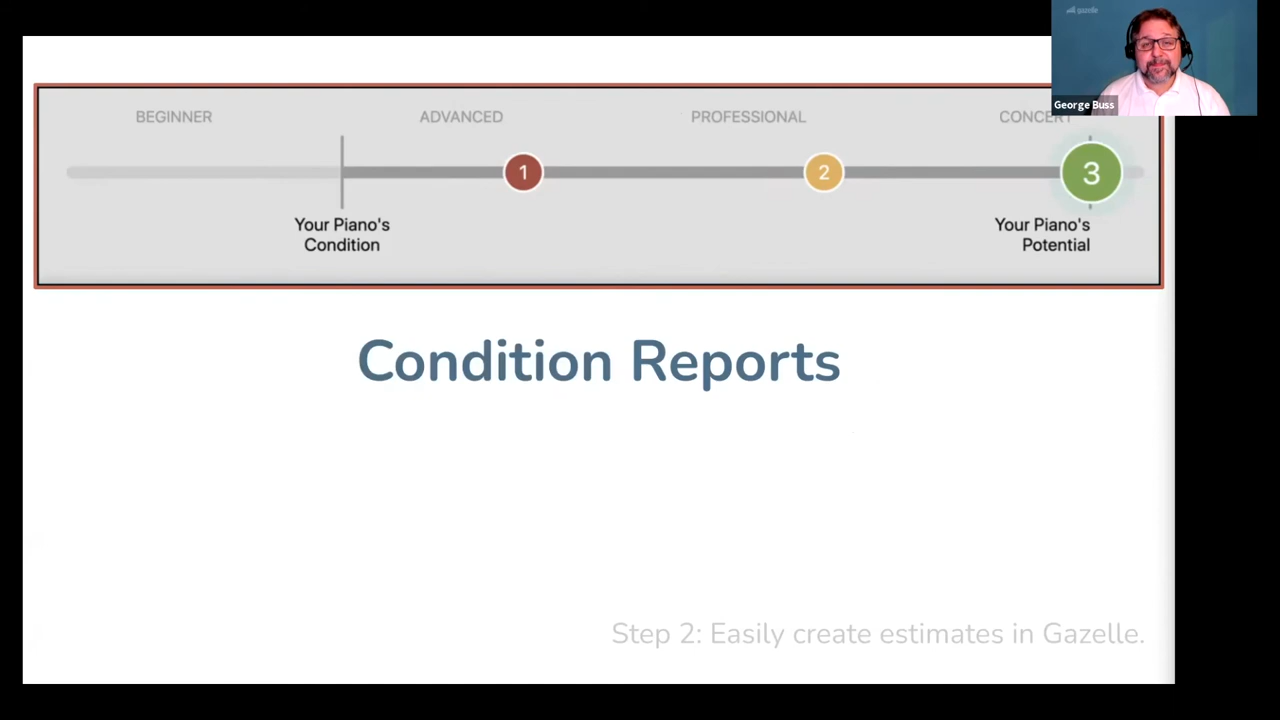 gazelle
George Buss
BEGINNER ADVANCED PROFESSIONAL CONCERT
1 2 3
Your Piano's Your Piano's
Condition Potential
Condition Reports
Step 2: Easily create estimates in Gazelle.